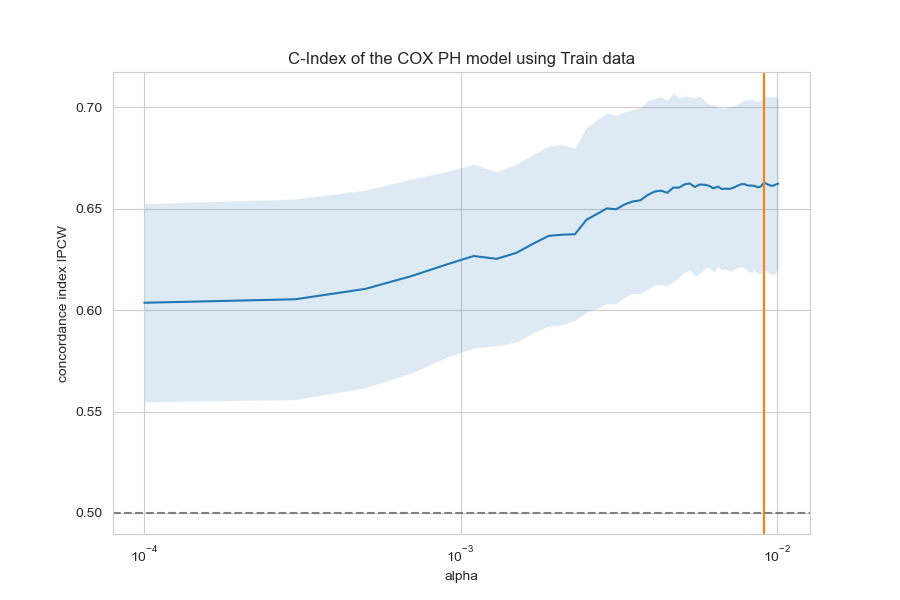 C-Index of the COX PH model using Train data
concordance index IPCW
0.70
0.65
0.60
0.55
0.50
10⁻⁴
10⁻³
10⁻²
alpha